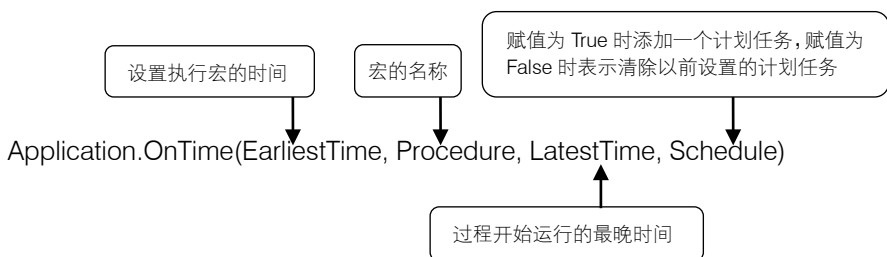 赋值为 True 时添加一个计划任务，赋值为
False 时表示清除以前设置的计划任务
设置执行宏的时间
宏的名称
Application.OnTime(EarliestTime, Procedure, LatestTime, Schedule)
过程开始运行的最晚时间